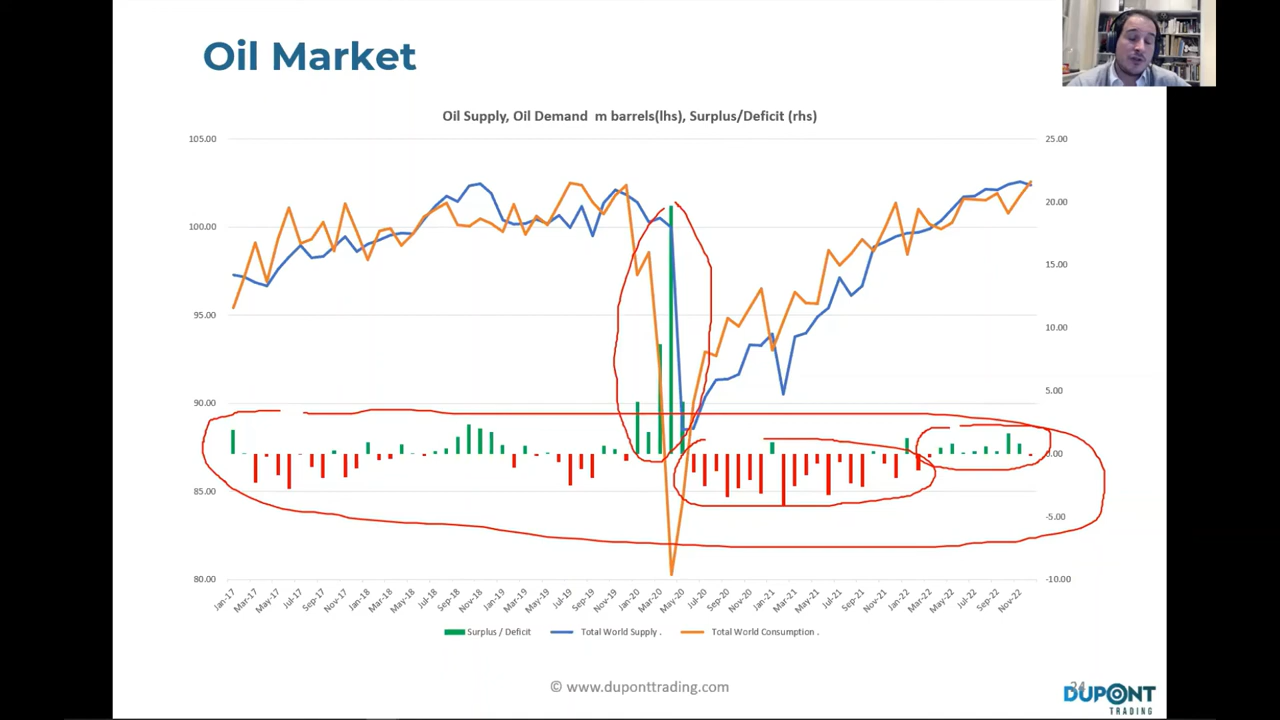 Oil Market
Oil Supply, Oil Demand m barrels(lhs), Surplus/Deficit (rhs)
105.00
100.00
95.00
90.00
85.00
80.00
25.00
20.00
15.00
10.00
5.00
0.00
-5.00
-10.00
Jan-17 Mar-17 May-17 Jul-17 Sep-17 Nov-17 Jan-18 Mar-18 May-18 Jul-18 Sep-18 Nov-18 Jan-19 Mar-19 May-19 Jul-19 Sep-19 Nov-19 Jan-20 Mar-20 May-20 Jul-20 Sep-20 Nov-20 Jan-21 Mar-21 May-21 Jul-21 Sep-21 Nov-21 Jan-22 Mar-22 May-22 Jul-22 Sep-22 Nov-22
Surplus / Deficit Total World Supply . Total World Consumption .
© www.duponttrading.com
24
DUPONT
TRADING